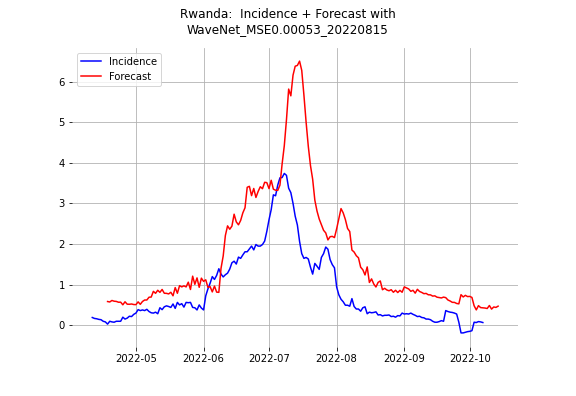 Rwanda:  Incidence + Forecast with
WaveNet_MSE0.00053_20220815
Incidence
Forecast
6
5
4
3
2
1
0
2022-05 2022-06 2022-07 2022-08 2022-09 2022-10